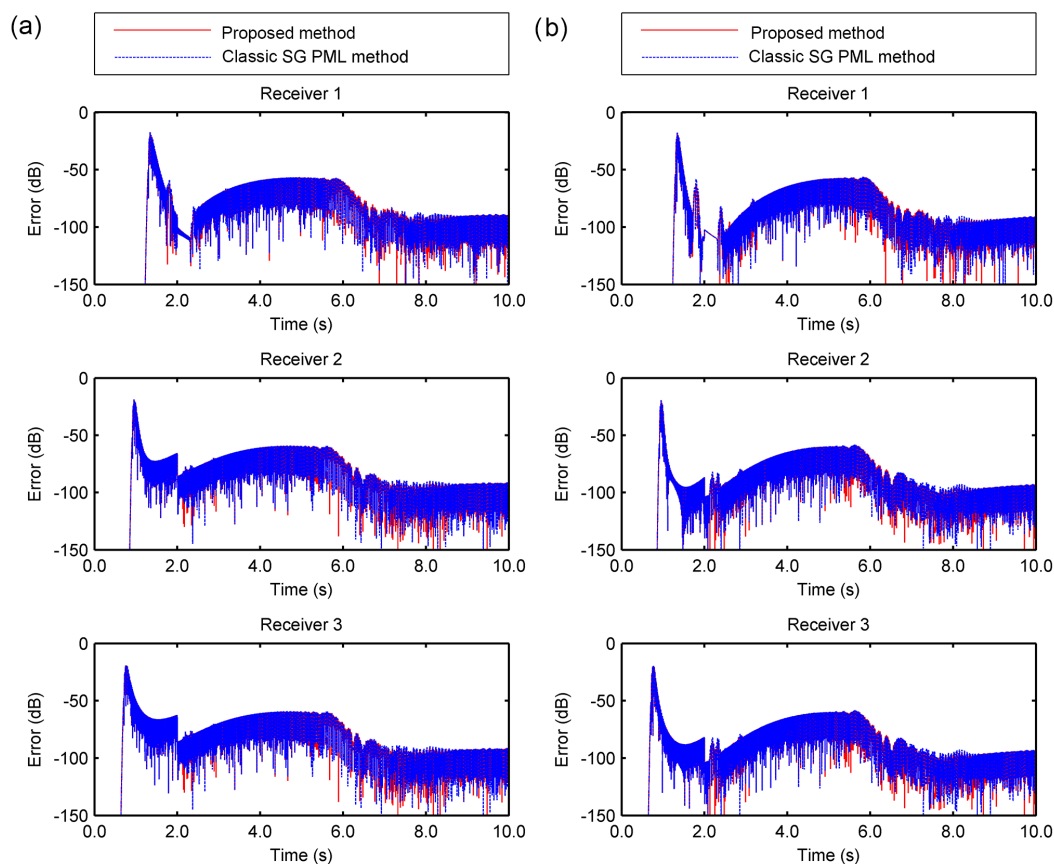 (a)
Proposed method
Classic SG PML method
Receiver 1
0
-50
-100
-150
Error (dB)
0.0 2.0 4.0 6.0 8.0 10.0
Time (s)
Receiver 2
0
-50
-100
-150
Error (dB)
0.0 2.0 4.0 6.0 8.0 10.0
Time (s)
Receiver 3
0
-50
-100
-150
Error (dB)
0.0 2.0 4.0 6.0 8.0 10.0
Time (s)
(b)
Proposed method
Classic SG PML method
Receiver 1
0
-50
-100
-150
Error (dB)
0.0 2.0 4.0 6.0 8.0 10.0
Time (s)
Receiver 2
0
-50
-100
-150
Error (dB)
0.0 2.0 4.0 6.0 8.0 10.0
Time (s)
Receiver 3
0
-50
-100
-150
Error (dB)
0.0 2.0 4.0 6.0 8.0 10.0
Time (s)